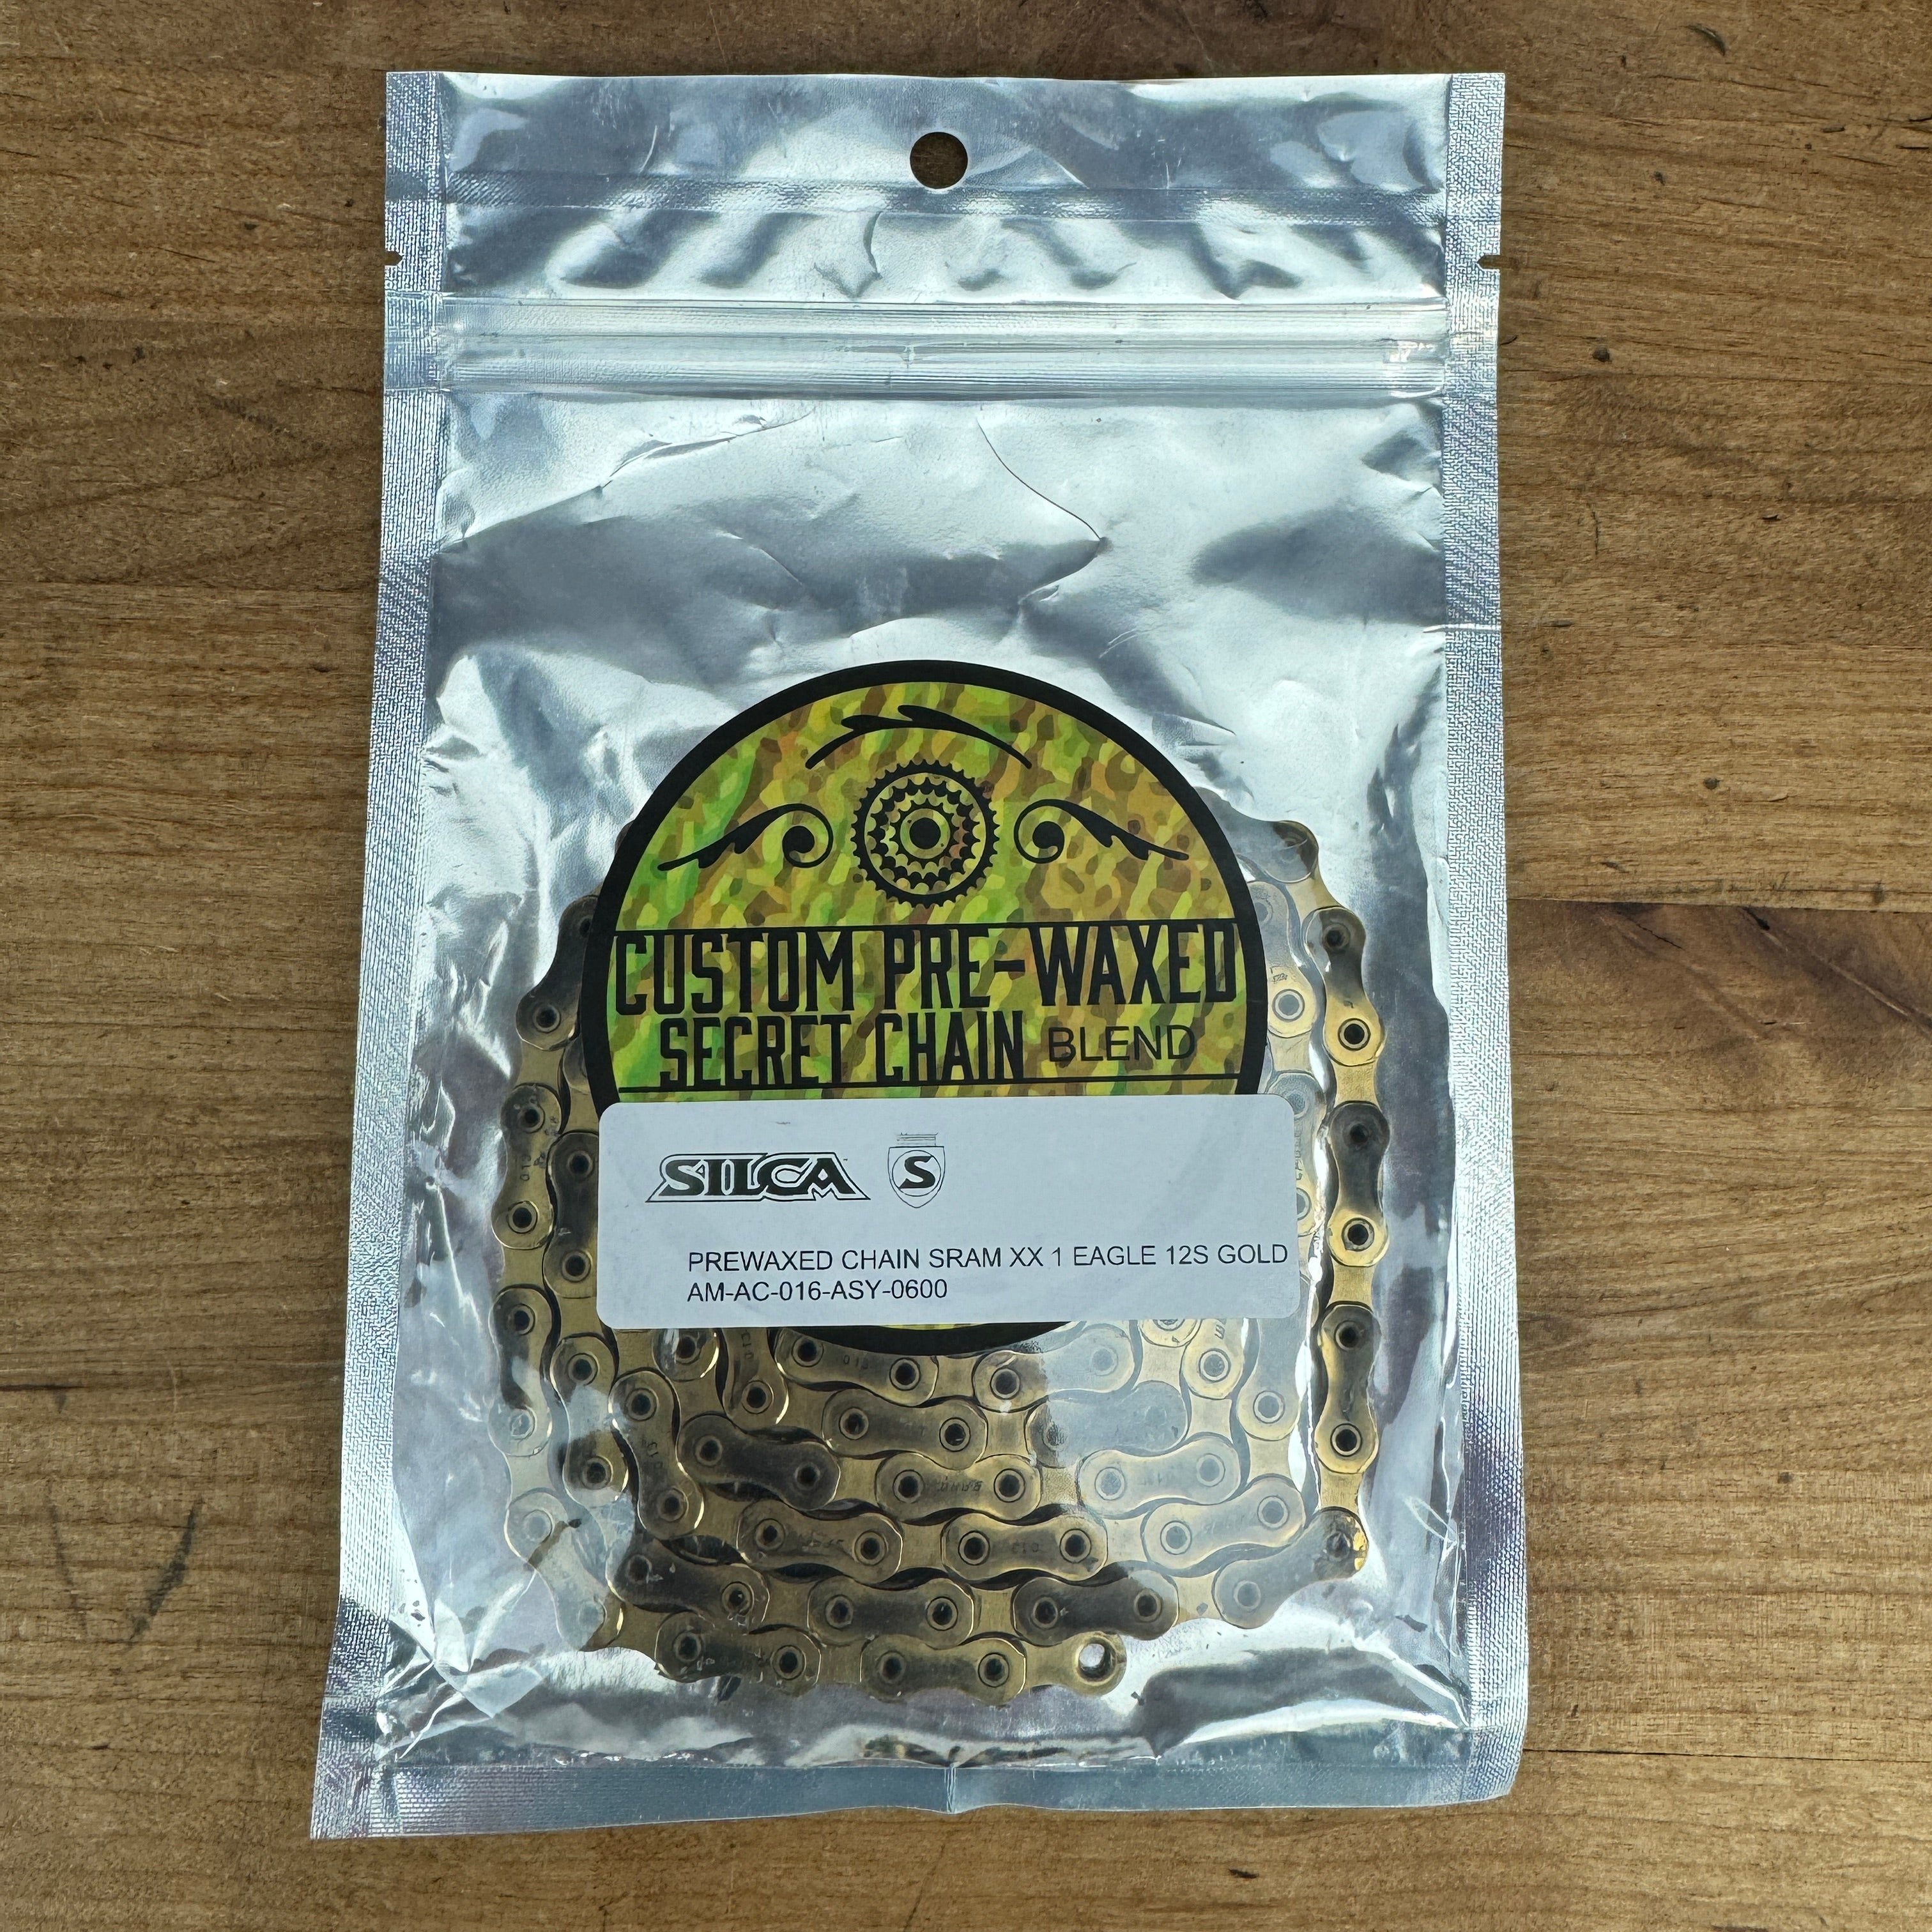 CUSTOM PRE-WAXED
SECRET CHAIN BLEND
SILCA S
PREWAXED CHAIN SRAM XX 1 EAGLE 12S GOLD
AM-AC-016-ASY-0600